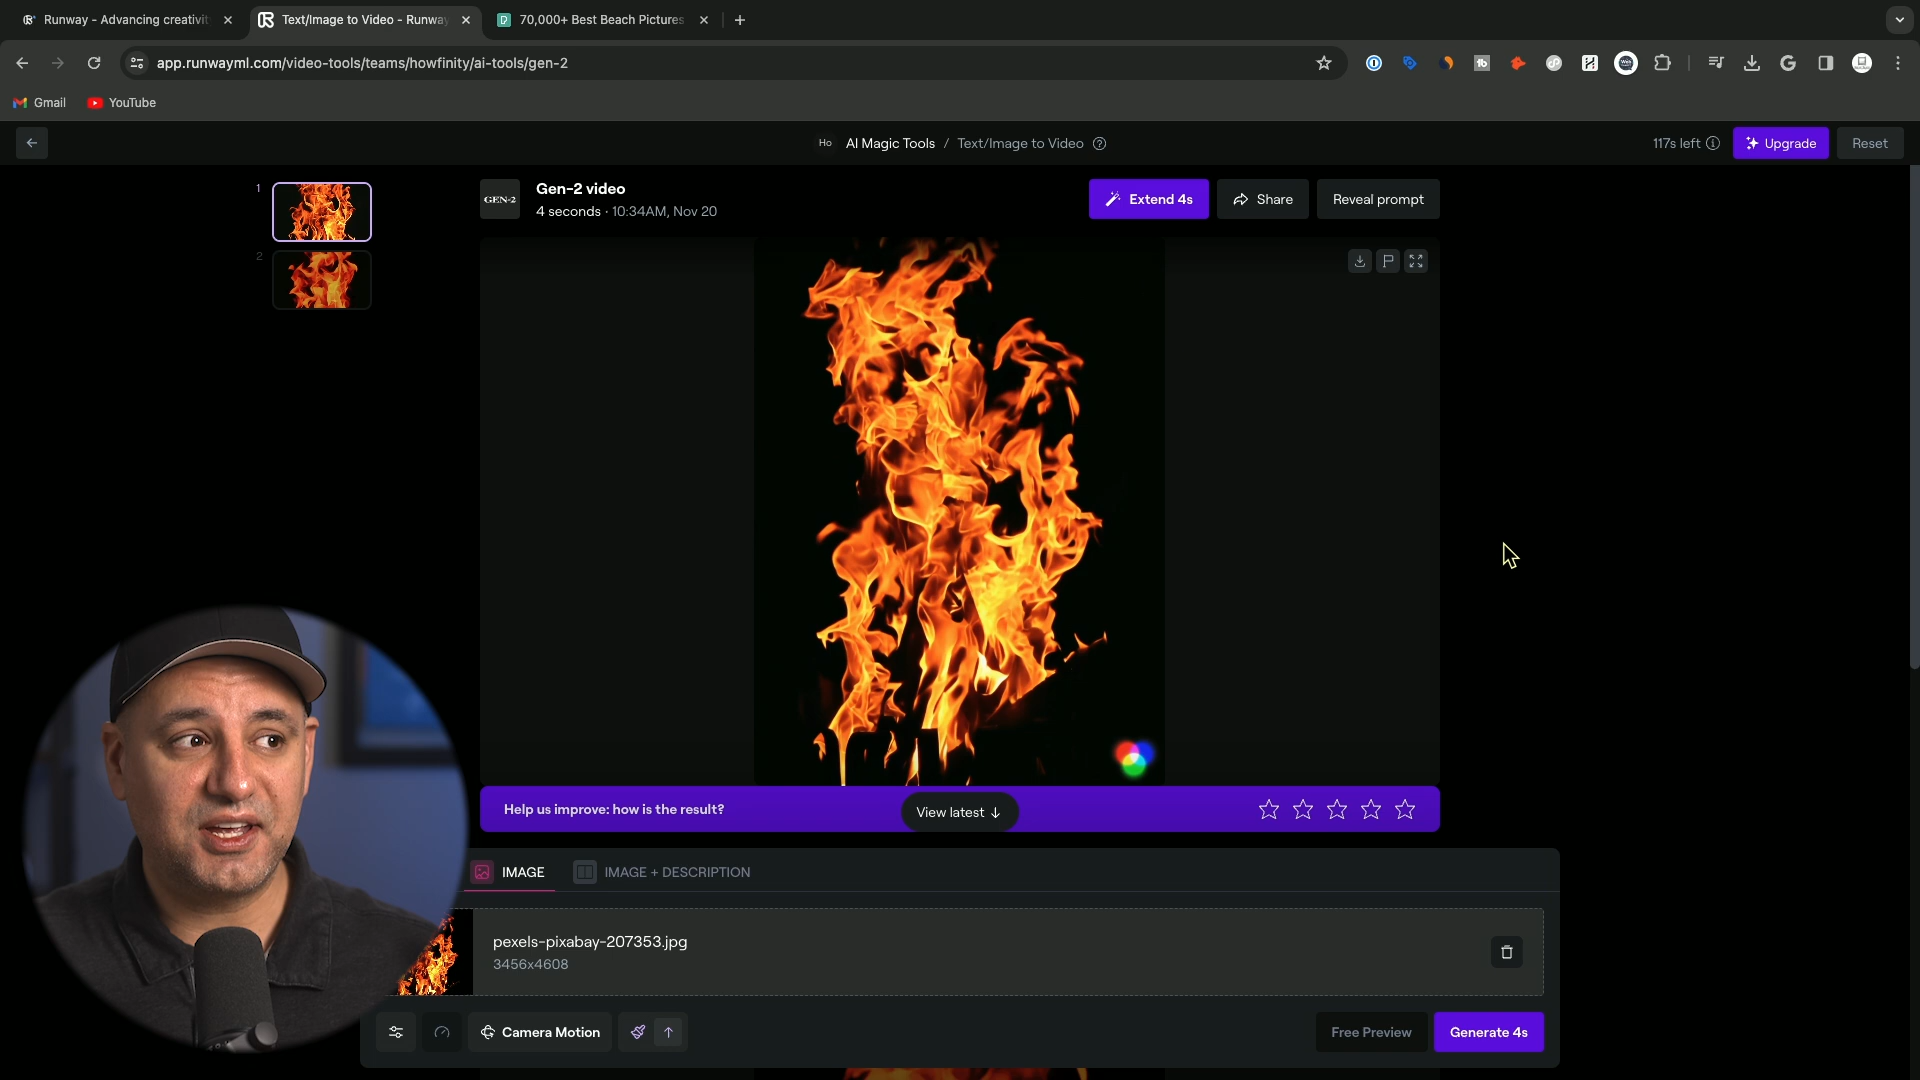 Runway - Advancing creativit
Text/Image to Video - Runway
70,000+ Best Beach Pictures
app.runwayml.com/video-tools/teams/howfinity/ai-tools/gen-2
Gmail
YouTube
Ho
AI Magic Tools / Text/Image to Video
117s left
Upgrade
Reset
1
2
GEN-2
Gen-2 video
4 seconds · 10:34AM, Nov 20
Extend 4s
Share
Reveal prompt
Help us improve: how is the result?
View latest ↓
IMAGE
IMAGE + DESCRIPTION
pexels-pixabay-207353.jpg
3456x4608
Camera Motion
Free Preview
Generate 4s